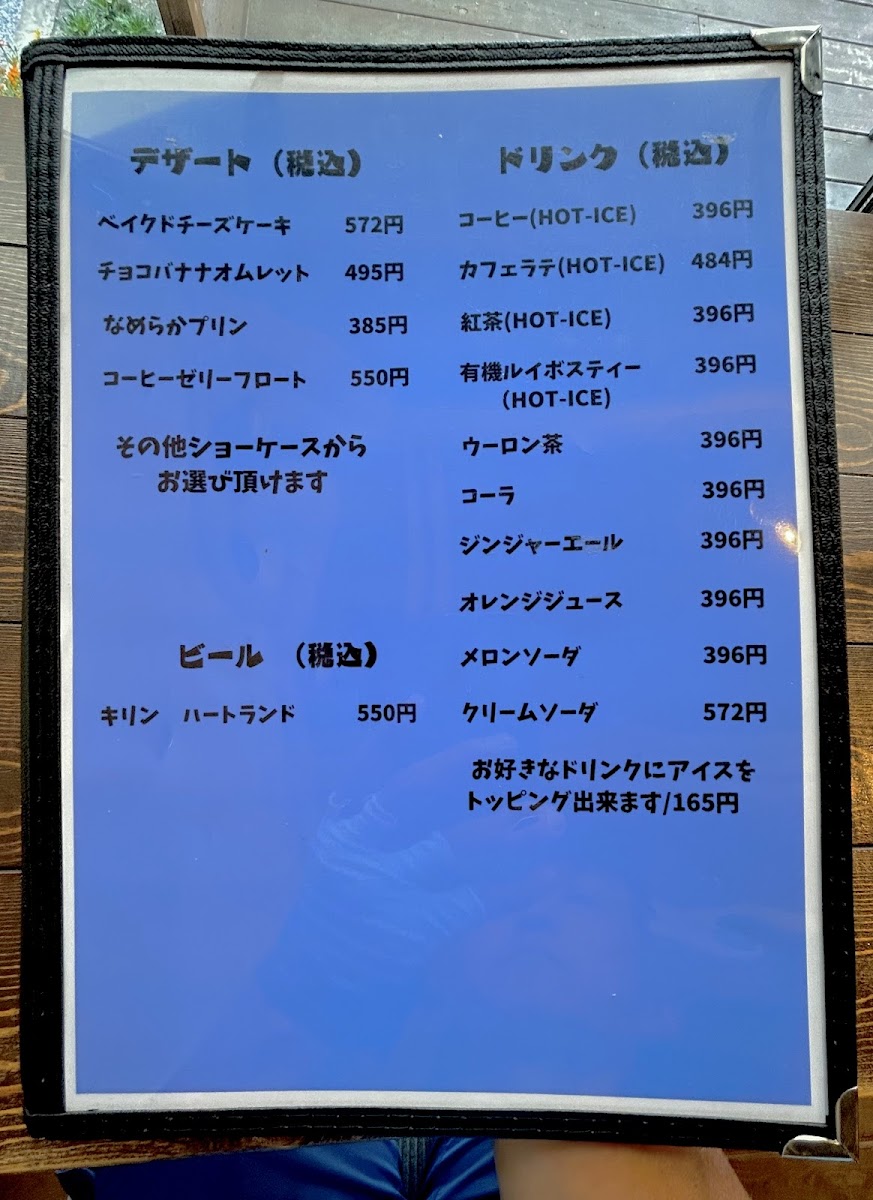 デザート（税込）
ベイクドチーズケーキ 572円
チョコバナナオムレット 495円
なめらかプリン 385円
コーヒーゼリーフロート 550円
その他ショーケースから
お選び頂けます
ビール （税込）
キリン ハートランド 550円
ドリンク（税込）
コーヒー(HOT-ICE) 396円
カフェラテ(HOT-ICE) 484円
紅茶(HOT-ICE) 396円
有機ルイボスティー 396円
(HOT-ICE)
ウーロン茶 396円
コーラ 396円
ジンジャーエール 396円
オレンジジュース 396円
メロンソーダ 396円
クリームソーダ 572円
お好きなドリンクにアイスを
トッピング出来ます/165円